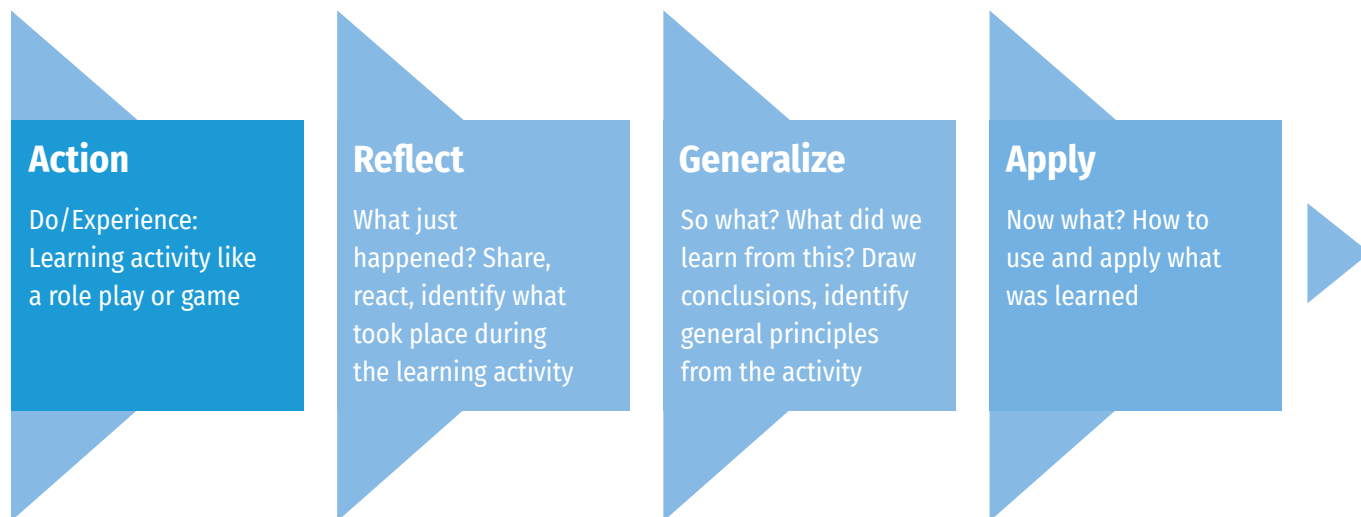 Action
Do/Experience:
Learning activity like
a role play or game
Reflect
What just
happened? Share,
react, identify what
took place during
the learning activity
Generalize
So what? What did we
learn from this? Draw
conclusions, identify
general principles
from the activity
Apply
Now what? How to
use and apply what
was learned